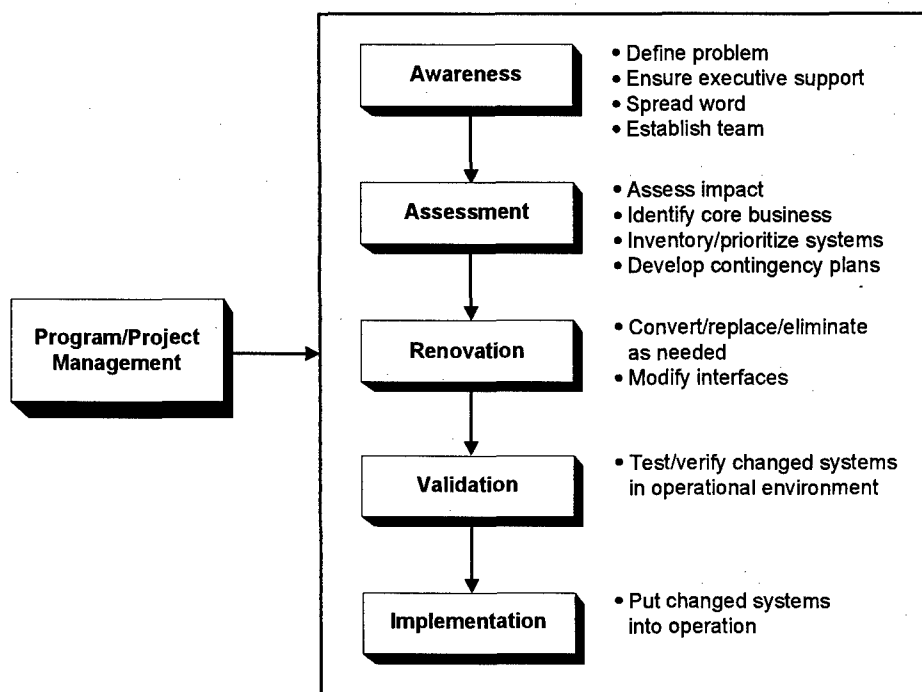 Awareness
• Define problem
• Ensure executive support
• Spread word
• Establish team
Assessment
• Assess impact
• Identify core business
• Inventory/prioritize systems
• Develop contingency plans
Program/Project
Management
Renovation
• Convert/replace/eliminate
as needed
• Modify interfaces
Validation
• Test/verify changed systems
in operational environment
Implementation
• Put changed systems
into operation